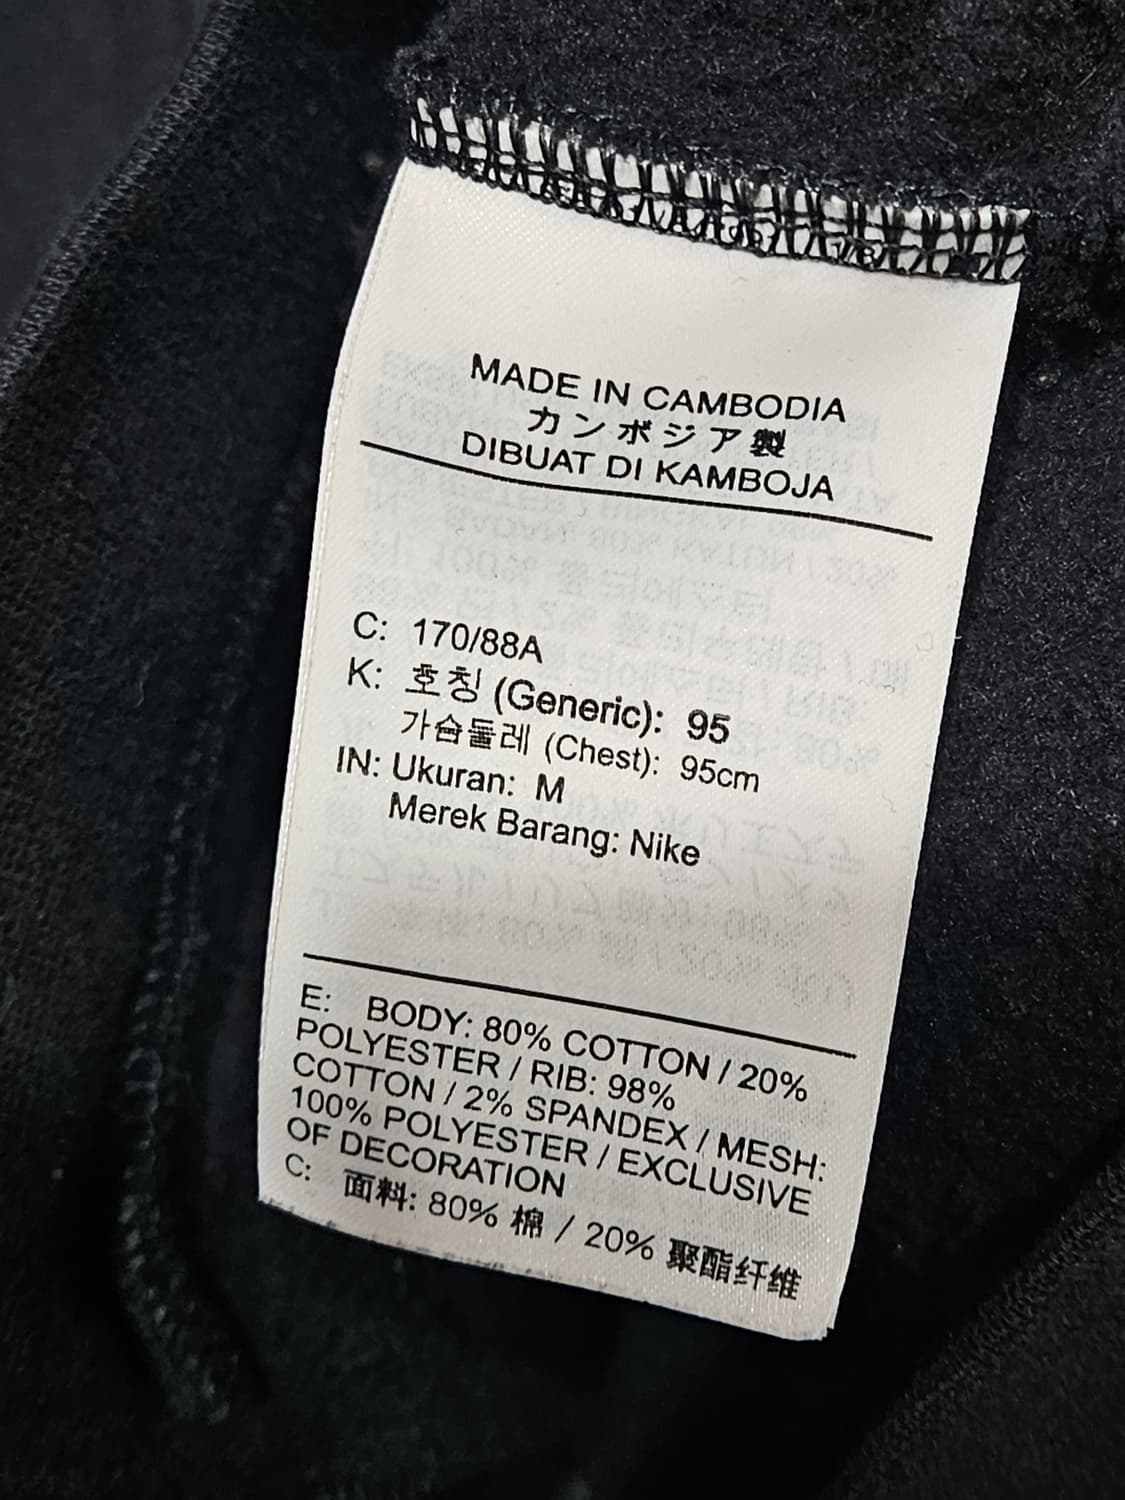 MADE IN CAMBODIA
カンボジア製
DIBUAT DI KAMBOJA
C: 170/88A
K: 호칭 (Generic): 95
가슴둘레 (Chest): 95cm
IN: Ukuran: M
Merek Barang: Nike
E: BODY: 80% COTTON / 20%
POLYESTER / RIB: 98%
COTTON / 2% SPANDEX / MESH:
100% POLYESTER / EXCLUSIVE
OF DECORATION
C: 面料: 80% 棉 / 20% 聚酯纤维